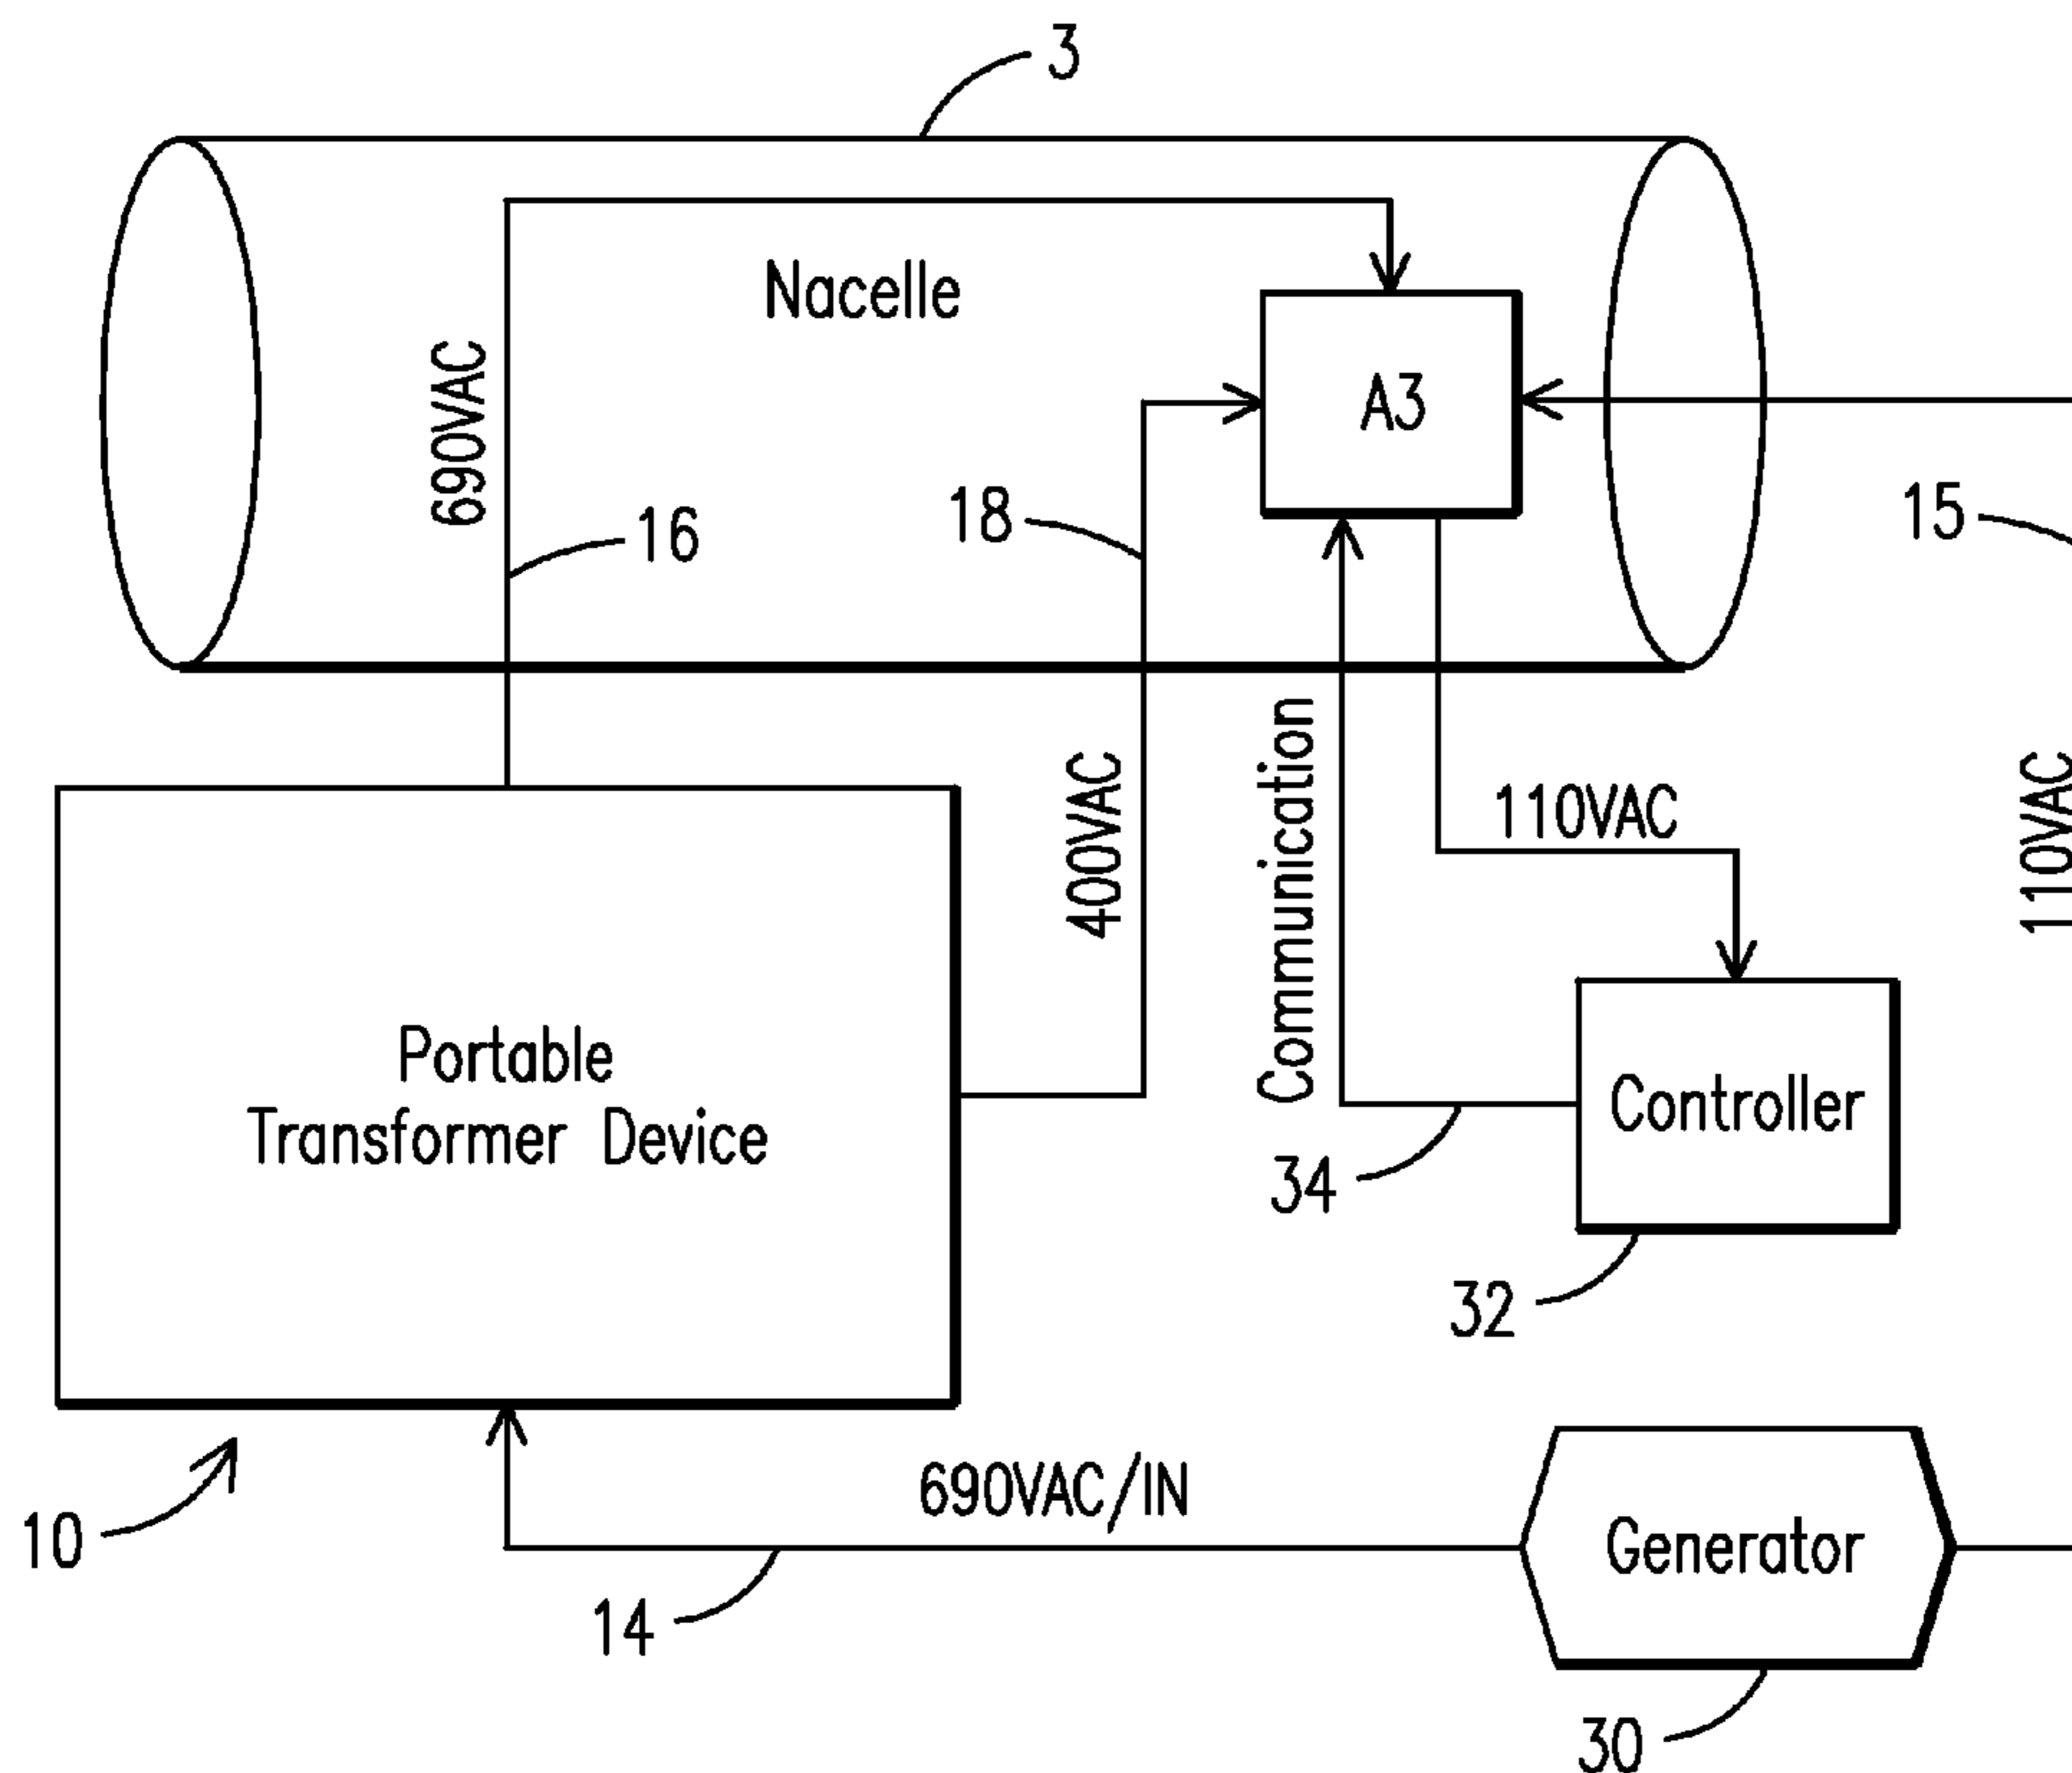 3
Nacelle
690VAC
A3
16
18
15
400VAC
Communication
110VAC
110VAC
Portable
Transformer Device
Controller
34
32
10
690VAC/IN
Generator
14
30